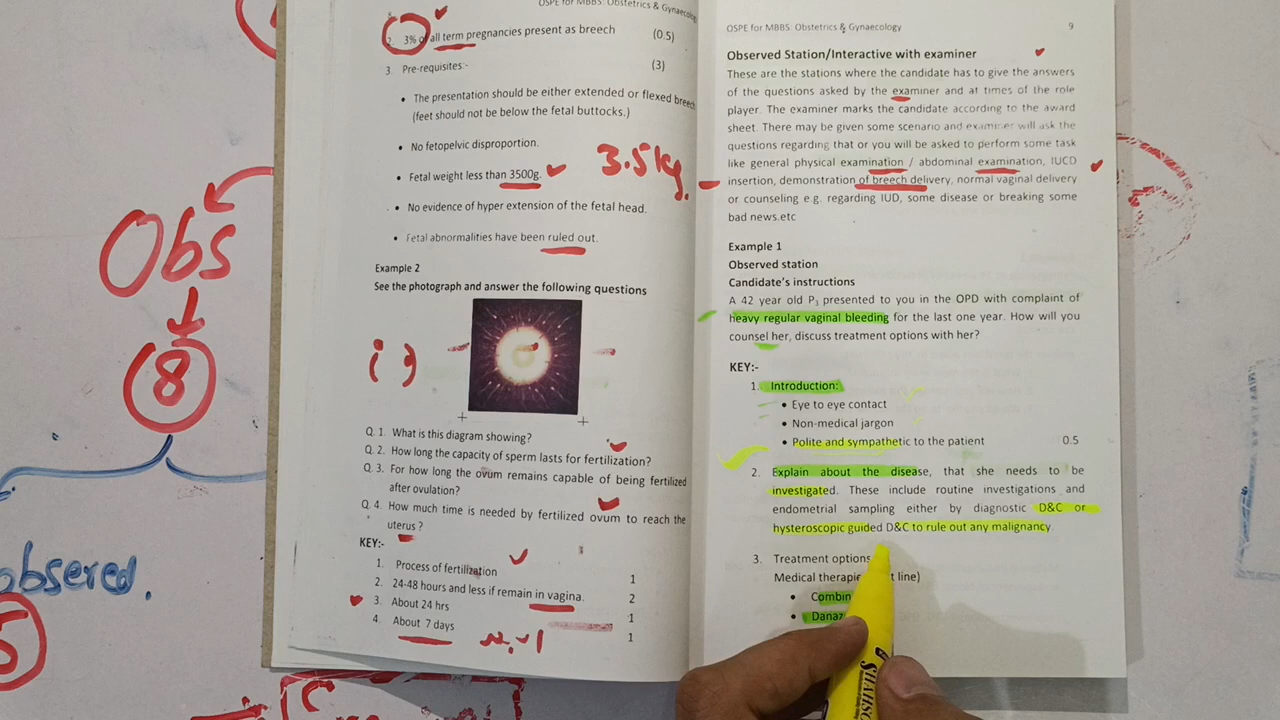 OSPE for MBBS: Obstetrics & Gynaecology
3% of all term pregnancies present as breech (0.5)
3. Pre-requisites:- (3)
• The presentation should be either extended or flexed breech
(feet should not be below the fetal buttocks.)
• No fetopelvic disproportion.
• Fetal weight less than 3500g.
3.5kg.
• No evidence of hyper extension of the fetal head.
• Fetal abnormalities have been ruled out.
Example 2
See the photograph and answer the following questions
Q. 1. What is this diagram showing?
Q. 2. How long the capacity of sperm lasts for fertilization?
Q. 3. For how long the ovum remains capable of being fertilized
after ovulation?
Q. 4. How much time is needed by fertilized ovum to reach the
uterus ?
KEY:-
1. Process of fertilization 1
2. 24-48 hours and less if remain in vagina. 2
3. About 24 hrs 1
4. About 7 days 1
OSPE for MBBS: Obstetrics & Gynaecology 9
Observed Station/Interactive with examiner
These are the stations where the candidate has to give the answers
of the questions asked by the examiner and at times of the role
player. The examiner marks the candidate according to the award
sheet. There may be given some scenario and examiner will ask the
questions regarding that or you will be asked to perform some task
like general physical examination / abdominal examination, IUCD
insertion, demonstration of breech delivery, normal vaginal delivery
or counseling e.g. regarding IUD, some disease or breaking some
bad news.etc
Example 1
Observed station
Candidate's instructions
A 42 year old P3 presented to you in the OPD with complaint of
heavy regular vaginal bleeding for the last one year. How will you
counsel her, discuss treatment options with her?
KEY:-
1. Introduction:
• Eye to eye contact
• Non-medical jargon
• Polite and sympathetic to the patient 0.5
2. Explain about the disease, that she needs to be
investigated. These include routine investigations and
endometrial sampling either by diagnostic D&C or
hysteroscopic guided D&C to rule out any malignancy
3. Treatment options
Medical line)
Obs
8
obsered.
5